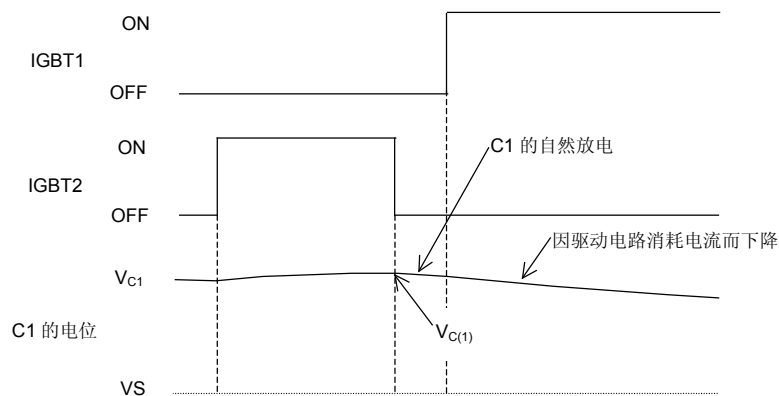 ON
IGBT1
OFF
ON
C1 的自然放电
IGBT2
OFF
因驱动电路消耗电流而下降
VC1
C1 的电位
VC(1)
VS